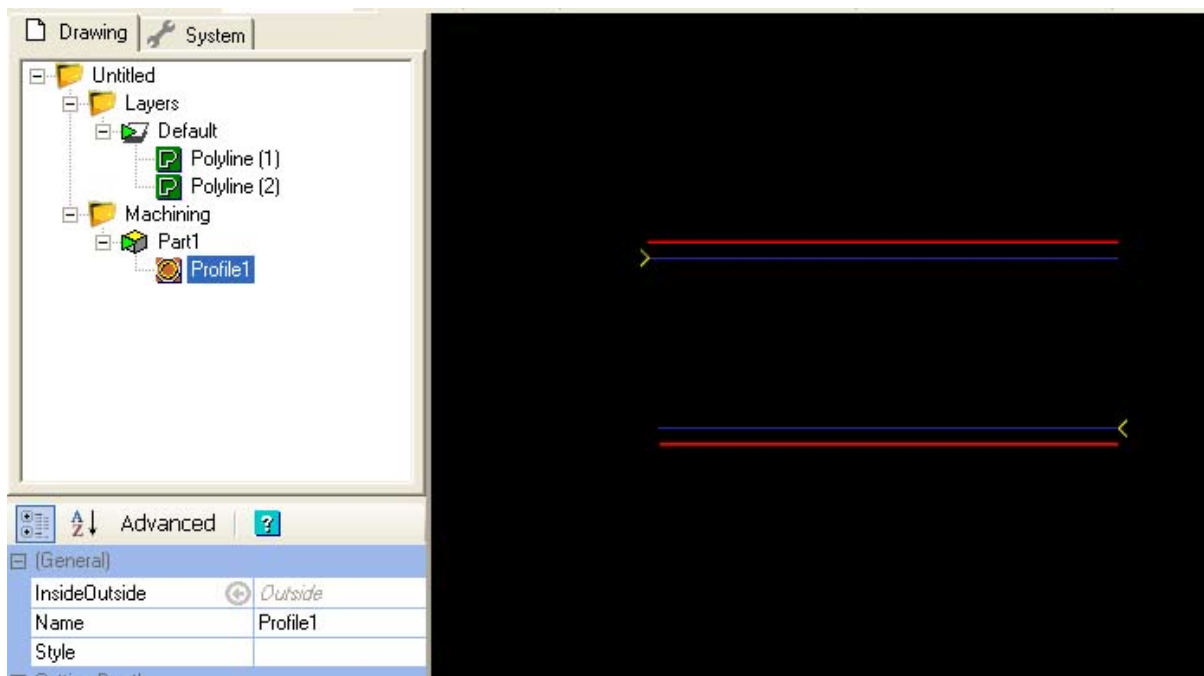 Drawing System
Untitled
Layers
Default
Polyline (1)
Polyline (2)
Machining
Part1
Profile1
Advanced
(General)
InsideOutside Outside
Name Profile1
Style